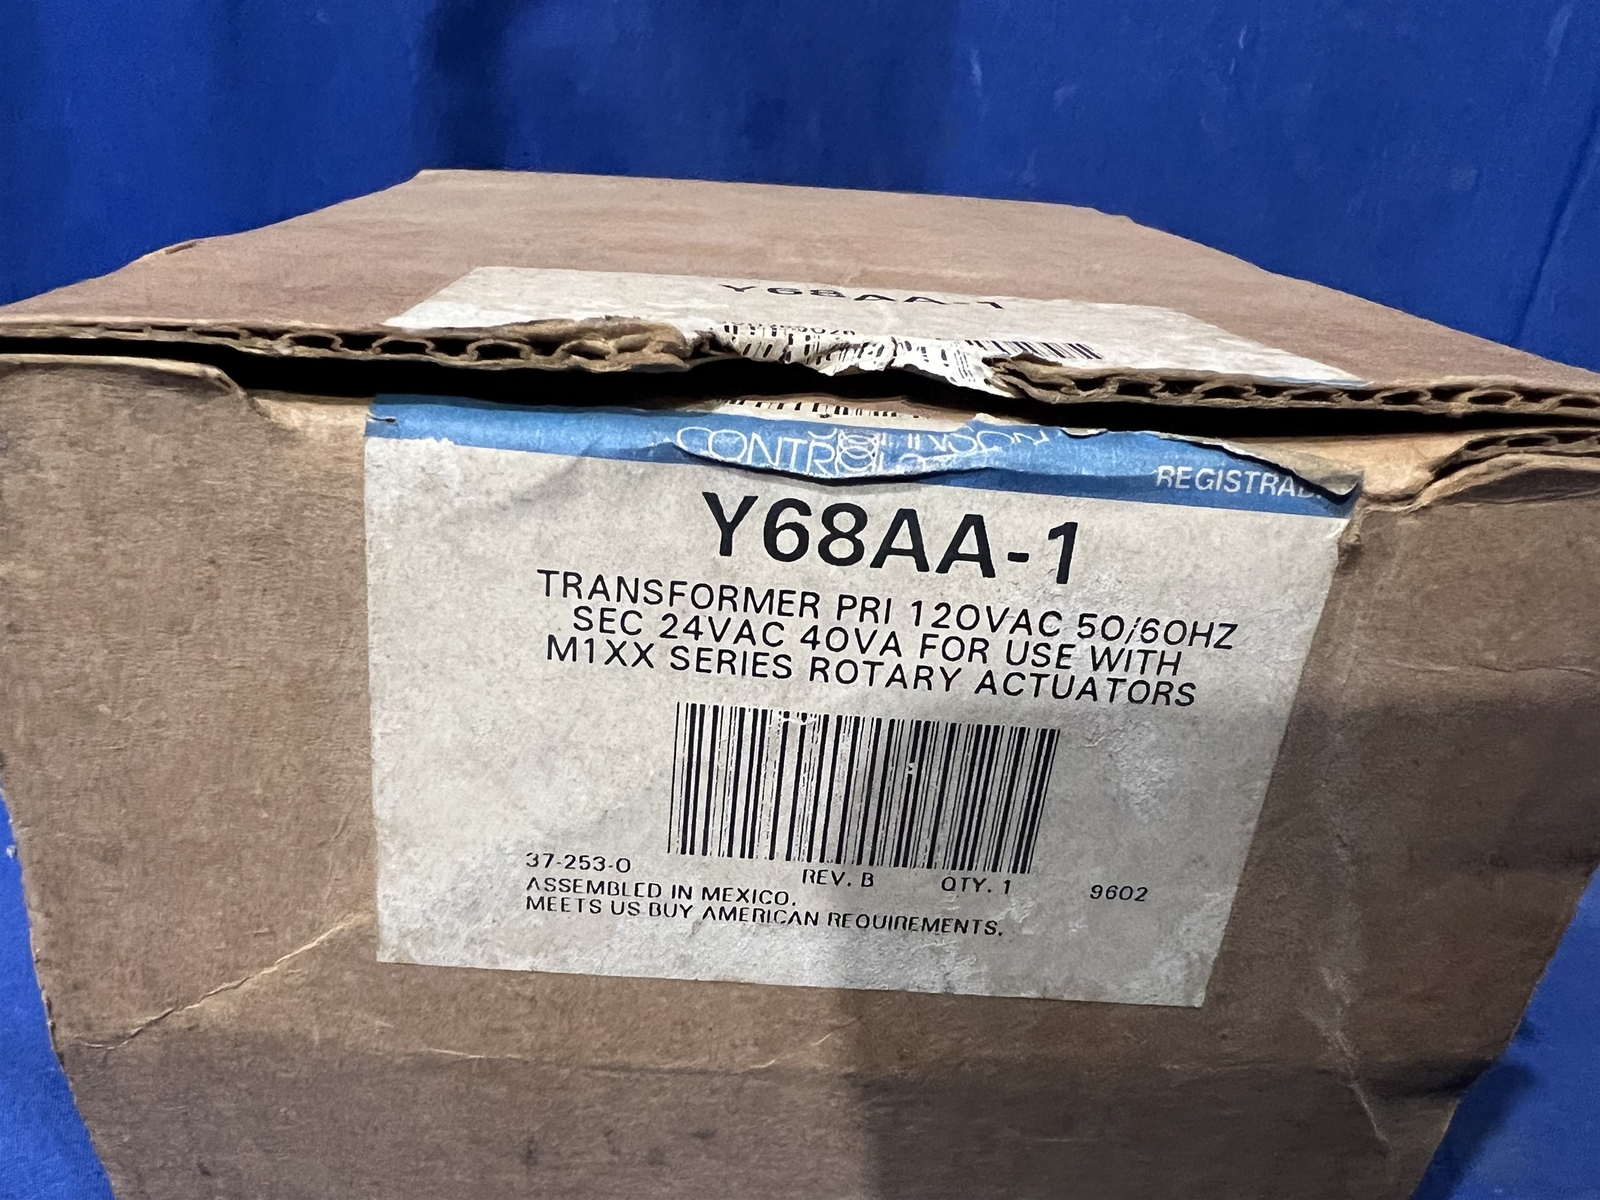 Y68AA-1
CONTROLS
REGISTRAD
Y68AA-1
TRANSFORMER PRI 120VAC 50/60HZ
SEC 24VAC 40VA FOR USE WITH
M1XX SERIES ROTARY ACTUATORS
37-253-0
REV. B QTY. 1 9602
ASSEMBLED IN MEXICO.
MEETS US BUY AMERICAN REQUIREMENTS.